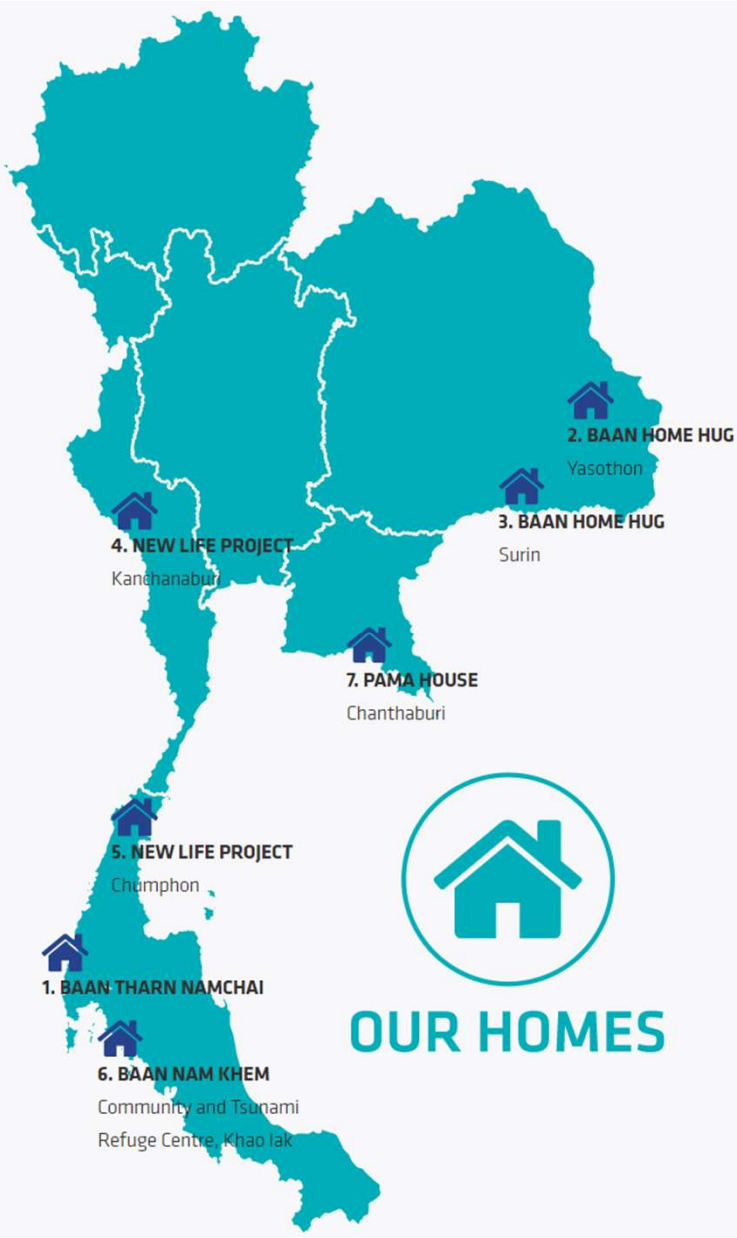 2. BAAN HOME HUG
Yasothon
3. BAAN HOME HUG
Surin
4. NEW LIFE PROJECT
Kanchanaburi
7. PAMA HOUSE
Chanthaburi
5. NEW LIFE PROJECT
Chumphon
1. BAAN THARN NAMCHAI
OUR HOMES
6. BAAN NAM KHEM
Community and Tsunami
Refuge Centre, Khao lak